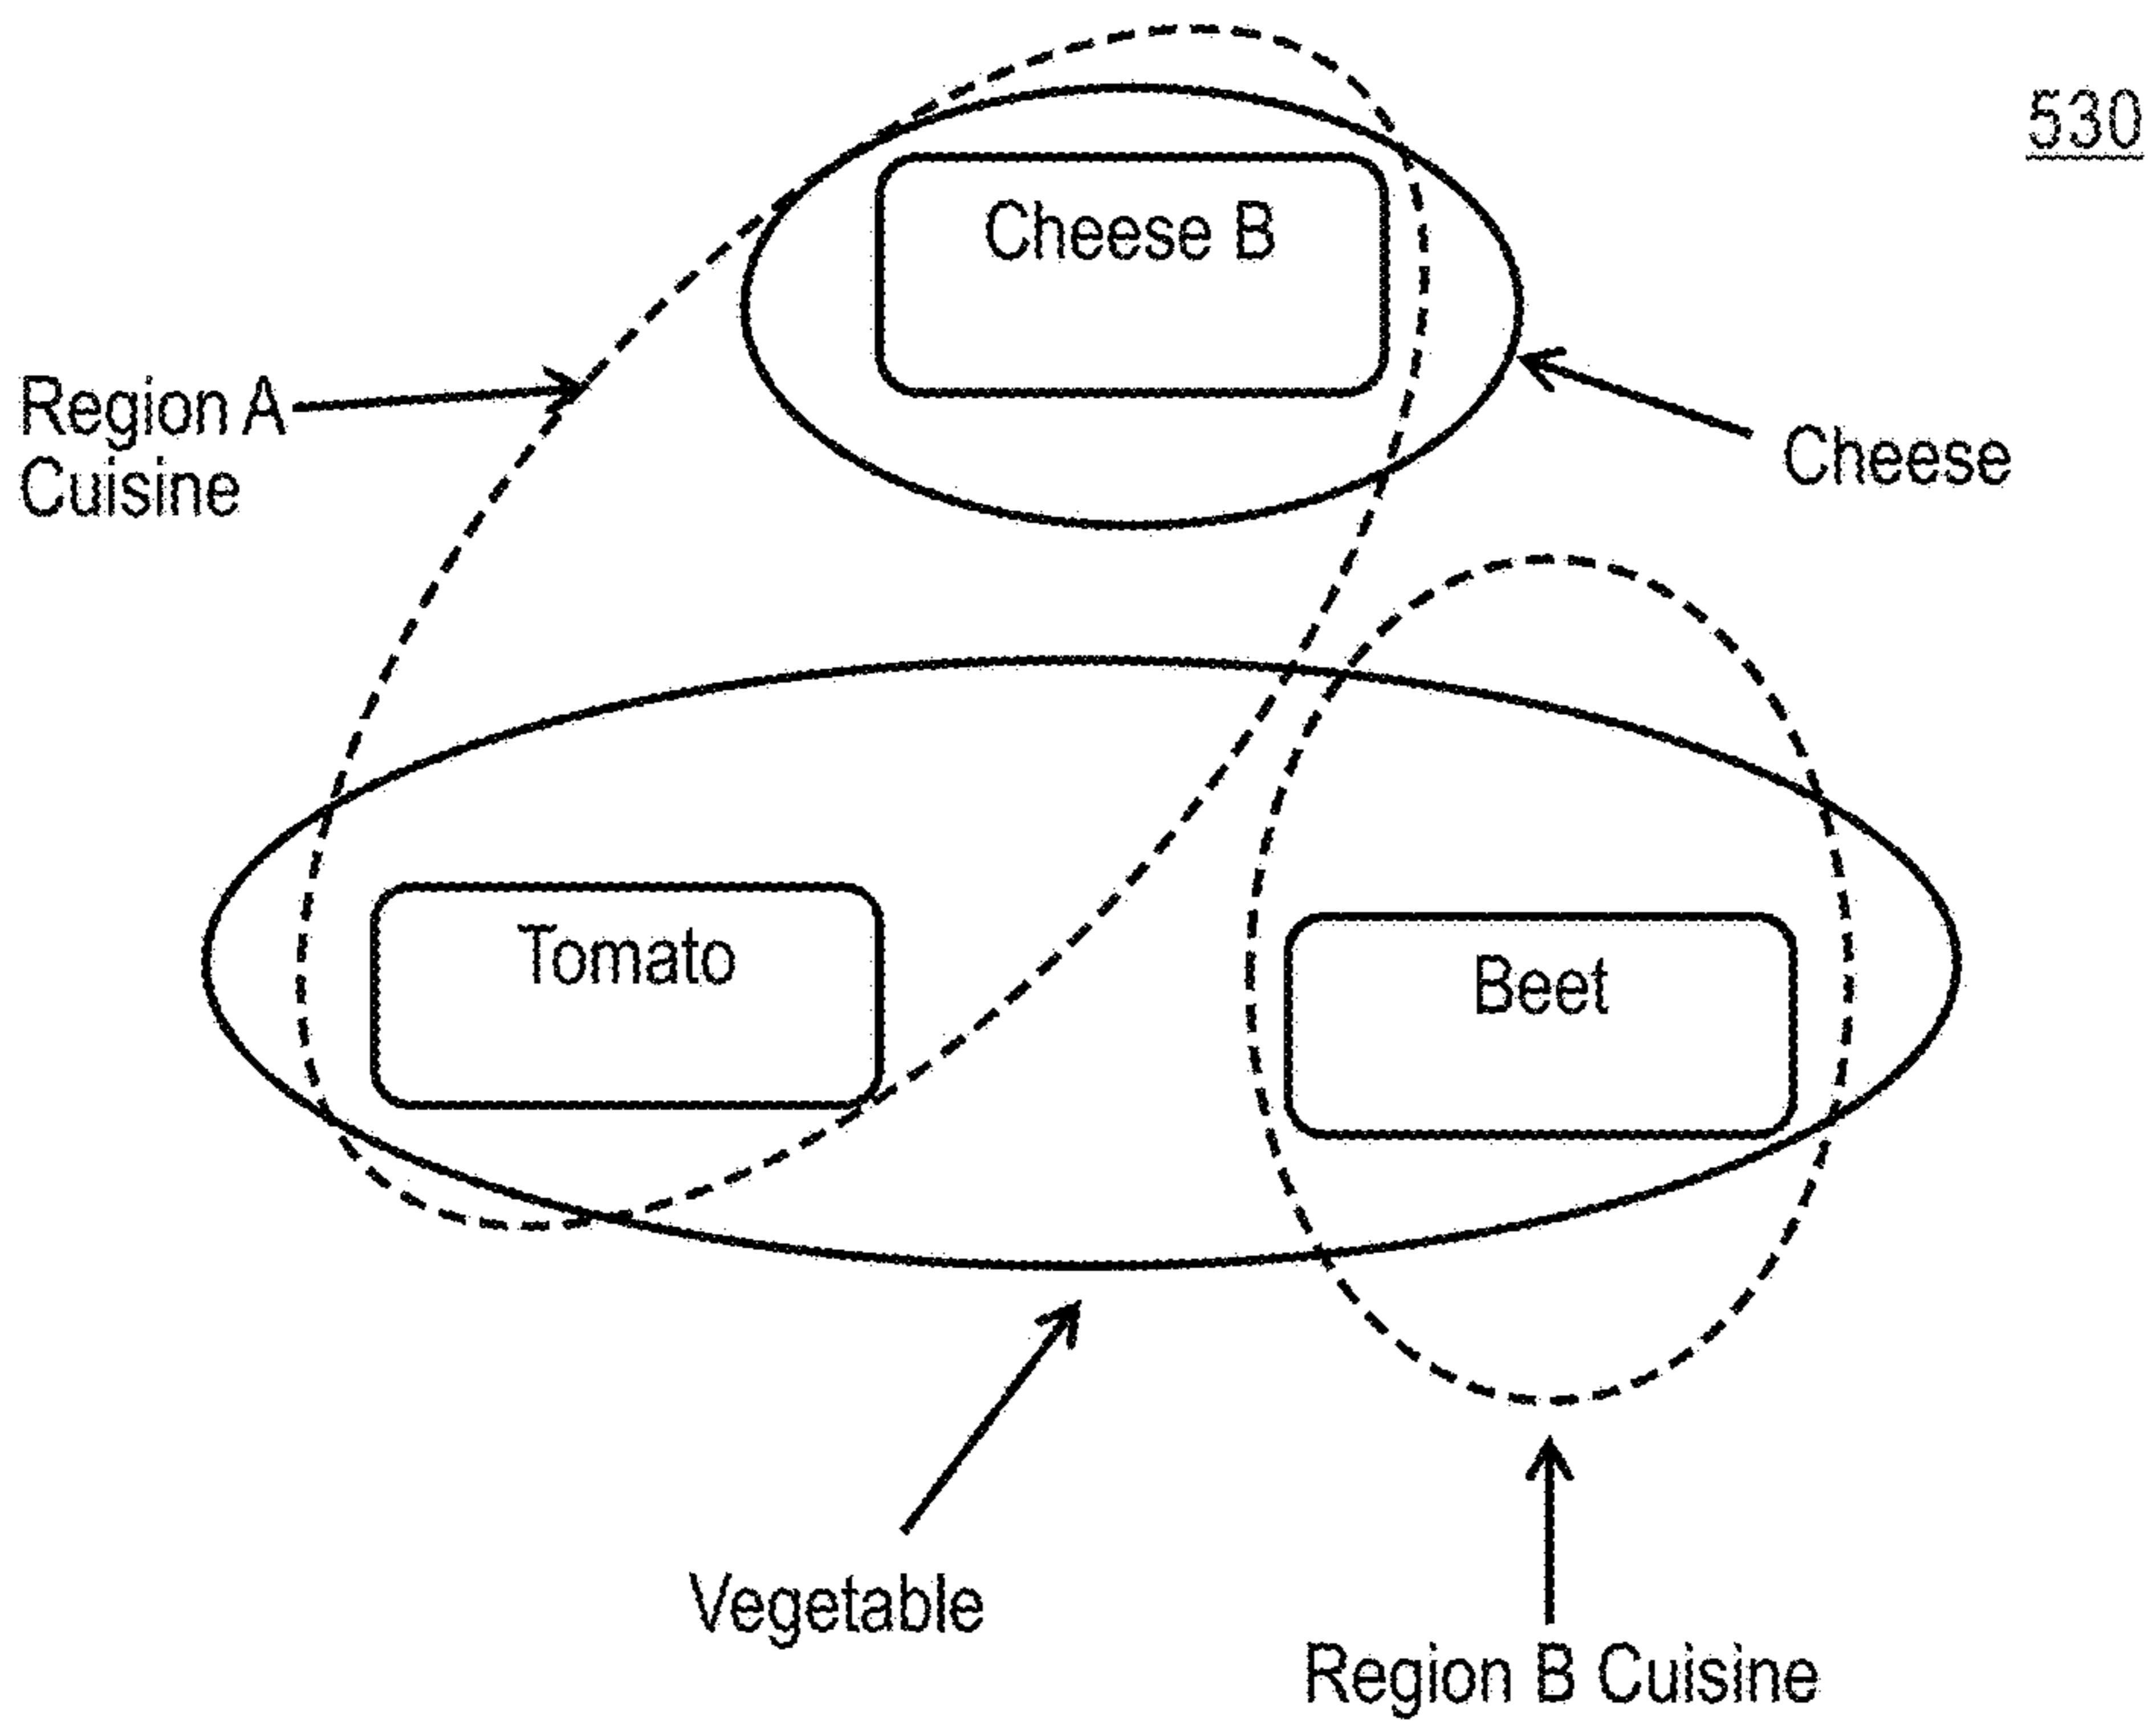 530
Cheese B
Region A
Cuisine
Cheese
Tomato
Beet
Vegetable
Region B Cuisine